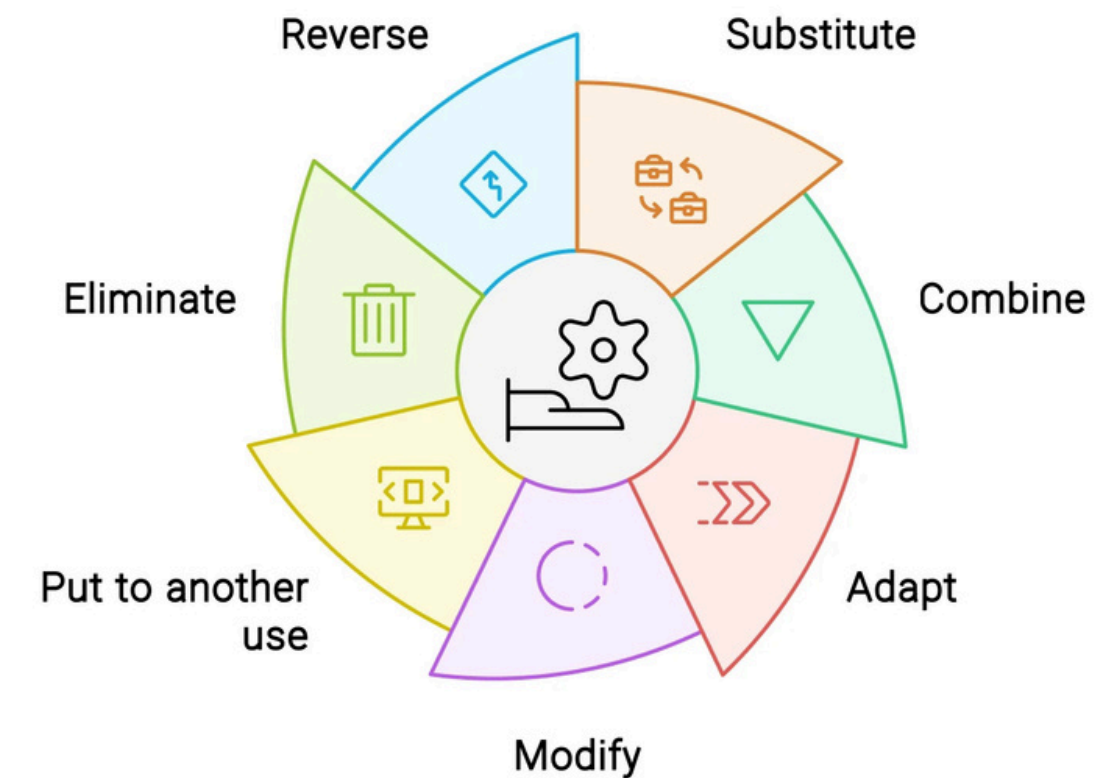 Reverse
Substitute
Eliminate
Combine
Put to another
use
Adapt
Modify